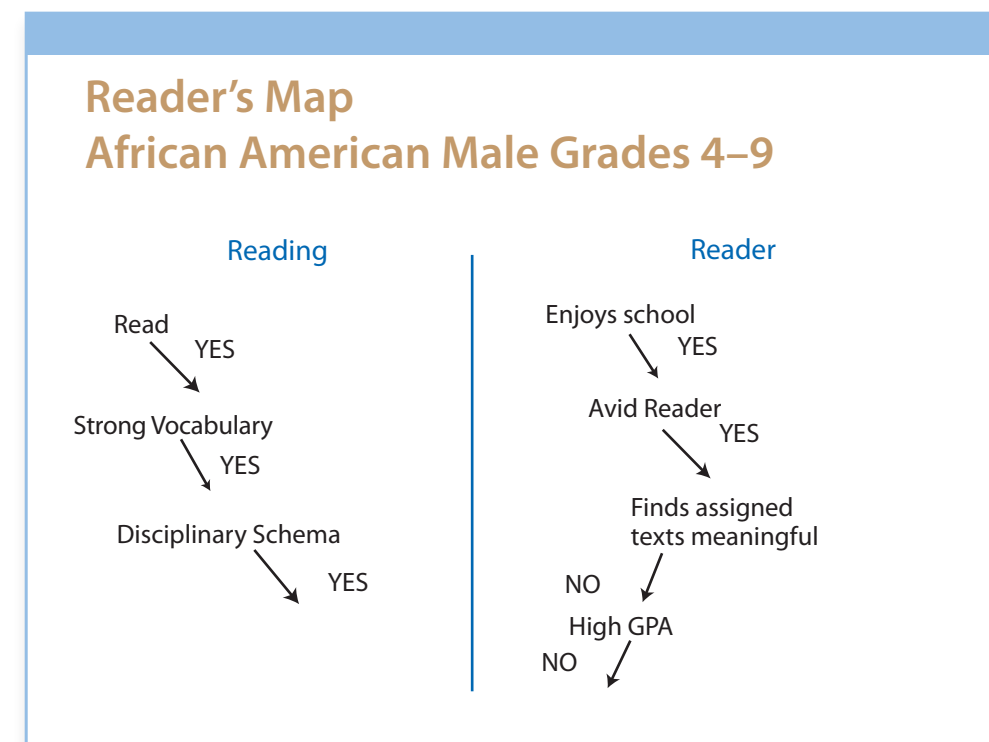 Reader’s Map
African American Male Grades 4–9
Reading
Read
YES
Strong Vocabulary
YES
Disciplinary Schema
YES
Reader
Enjoys school
YES
Avid Reader
YES
Finds assigned
texts meaningful
NO
High GPA
NO